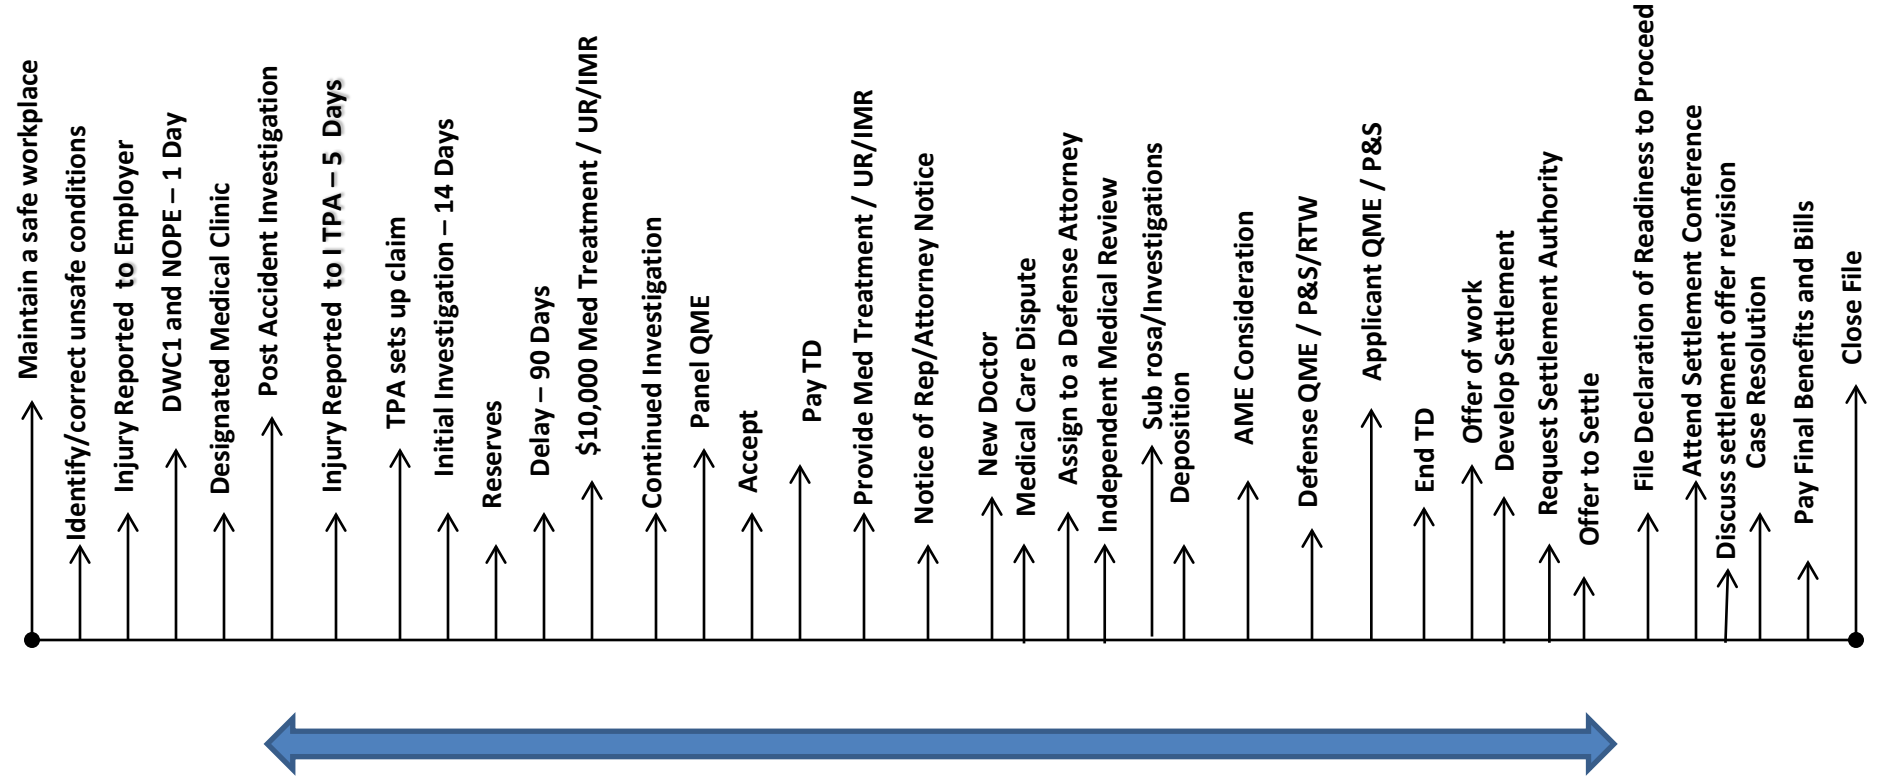 Maintain a safe workplace
Identify/correct unsafe conditions
Injury Reported to Employer
DWC1 and NOPE – 1 Day
Designated Medical Clinic
Post Accident Investigation
Injury Reported to I TPA – 5 Days
TPA sets up claim
Initial Investigation – 14 Days
Reserves
Delay – 90 Days
$10,000 Med Treatment / UR/IMR
Continued Investigation
Panel QME
Accept
Pay TD
Provide Med Treatment / UR/IMR
Notice of Rep/Attorney Notice
New Doctor
Medical Care Dispute
Assign to a Defense Attorney
Independent Medical Review
Sub rosa/Investigations
Deposition
AME Consideration
Defense QME / P&S/RTW
Applicant QME / P&S
End TD
Offer of work
Develop Settlement
Request Settlement Authority
Offer to Settle
File Declaration of Readiness to Proceed
Attend Settlement Conference
Discuss settlement offer revision
Case Resolution
Pay Final Benefits and Bills
Close File